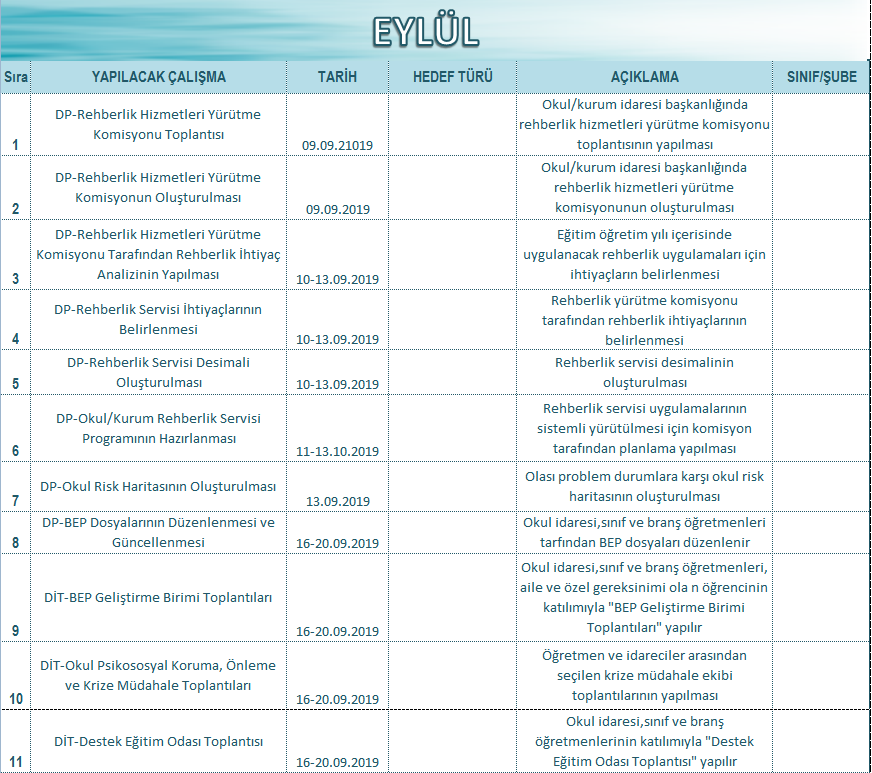 EYLÜL
Sıra YAPILACAK ÇALIŞMA TARİH HEDEF TÜRÜ AÇIKLAMA SINIF/ŞUBE
1
DP-Rehberlik Hizmetleri Yürütme
Komisyonu Toplantısı
09.09.21019
Okul/kurum idaresi başkanlığında
rehberlik hizmetleri yürütme komisyonu
toplantısının yapılması
2
DP-Rehberlik Hizmetleri Yürütme
Komisyonun Oluşturulması
09.09.2019
Okul/kurum idaresi başkanlığında
rehberlik hizmetleri yürütme
komisyonunun oluşturulması
3
DP-Rehberlik Hizmetleri Yürütme
Komisyonu Tarafından Rehberlik İhtiyaç
Analizinin Yapılması
10-13.09.2019
Eğitim öğretim yılı içerisinde
uygulanacak rehberlik uygulamaları için
ihtiyaçların belirlenmesi
4
DP-Rehberlik Servisi İhtiyaçlarının
Belirlenmesi
10-13.09.2019
Rehberlik yürütme komisyonu
tarafından rehberlik ihtiyaçlarının
belirlenmesi
5
DP-Rehberlik Servisi Desimali
Oluşturulması
10-13.09.2019
Rehberlik servisi desimalinin
oluşturulması
6
DP-Okul/Kurum Rehberlik Servisi
Programının Hazırlanması
11-13.10.2019
Rehberlik servisi uygulamalarının
sistemli yürütülmesi için komisyon
tarafından planlama yapılması
7
DP-Okul Risk Haritasının Oluşturulması
13.09.2019
Olası problem durumlara karşı okul risk
haritasının oluşturulması
8
DP-BEP Dosyalarının Düzenlenmesi ve
Güncellenmesi
16-20.09.2019
Okul idaresi,sınıf ve branş öğretmenleri
tarfından BEP dosyaları düzenlenir
9
DİT-BEP Geliştirme Birimi Toplantıları
16-20.09.2019
Okul idaresi,sınıf ve branş öğretmenleri,
aile ve özel gereksinimi ola n öğrencinin
katılımıyla "BEP Geliştirme Birimi
Toplantıları" yapılır
10
DİT-Okul Psikososyal Koruma, Önleme
ve Krize Müdahale Toplantıları
16-20.09.2019
Öğretmen ve idareciler arasından
seçilen krize müdahale ekibi
toplantılarının yapılması
11
DİT-Destek Eğitim Odası Toplantısı
16-20.09.2019
Okul idaresi,sınıf ve branş
öğretmenlerinin katılımıyla "Destek
Eğitim Odası Toplantısı" yapılır